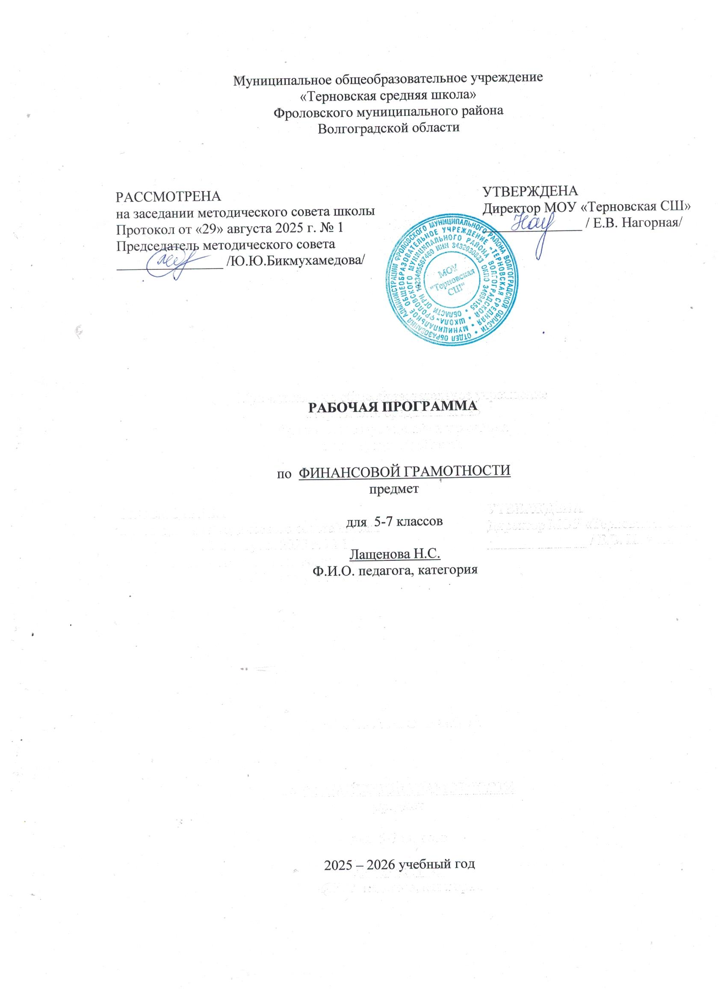 Муниципальное общеобразовательное учреждение
«Терновская средняя школа»
Фроловского муниципального района
Волгоградской области
РАССМОТРЕНА
на заседании методического совета школы
Протокол от «29» августа 2025 г. № 1
Председатель методического совета
/Ю.Ю.Бикмухамедова/
УТВЕРЖДЕНА
Директор МОУ «Терновская СШ»
/ Е.В. Нагорная/
ОТДЕЛ ОБРАЗОВАНИЯ АДМИНИСТРАЦИИ ФРОЛОВСКОГО МУНИЦИПАЛЬНОГО РАЙОНА ВОЛГОГРАДСКОЙ ОБЛАСТИ •
МУНИЦИПАЛЬНОЕ ОБЩЕОБРАЗОВАТЕЛЬНОЕ УЧРЕЖДЕНИЕ "ТЕРНОВСКАЯ СРЕДНЯЯ •
ШКОЛА" ФРОЛОВСКОГО МУНИЦИПАЛЬНОГО РАЙОНА ВОЛГОГРАДСКОЙ •
ОБЛАСТИ ОГРН 1023405567460 ИНН 3432030833 ОКПО 34694155 •
МОУ
"Терновская
СШ"
РАБОЧАЯ ПРОГРАММА
по ФИНАНСОВОЙ ГРАМОТНОСТИ
предмет
для 5-7 классов
Лащенова Н.С.
Ф.И.О. педагога, категория
2025 – 2026 учебный год